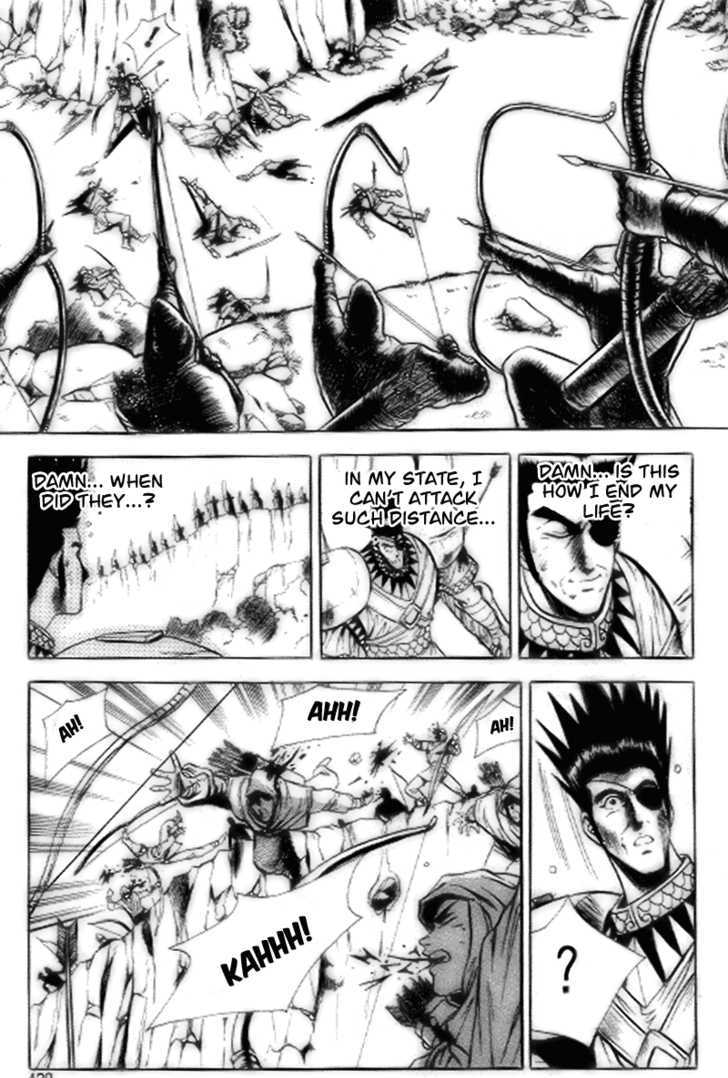 !
DAMN... WHEN
DID THEY...?
IN MY STATE, I
CAN'T ATTACK
SUCH DISTANCE...
DAMN... IS THIS
HOW I END MY
LIFE?
AH!
AHH!
AH!
KAHHH!
?